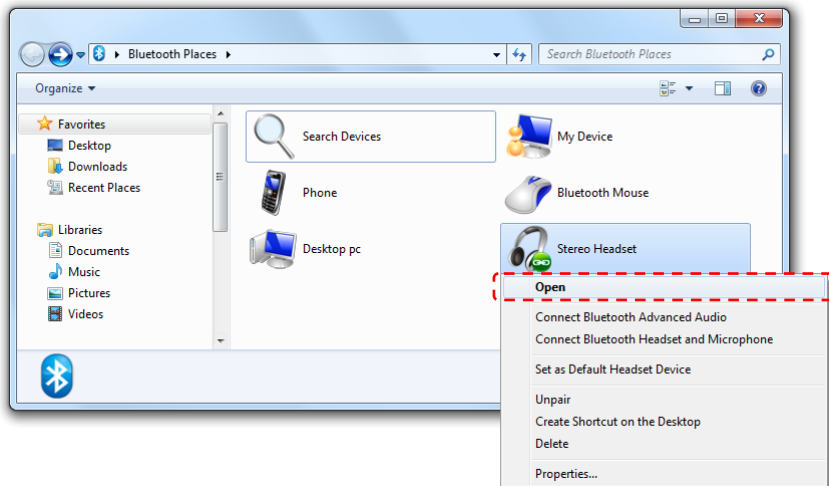 Bluetooth Places
Search Bluetooth Places
Organize
Favorites
Desktop
Downloads
Recent Places
Libraries
Documents
Music
Pictures
Videos
Search Devices
My Device
Phone
Bluetooth Mouse
Desktop pc
Stereo Headset
Open
Connect Bluetooth Advanced Audio
Connect Bluetooth Headset and Microphone
Set as Default Headset Device
Unpair
Create Shortcut on the Desktop
Delete
Properties...